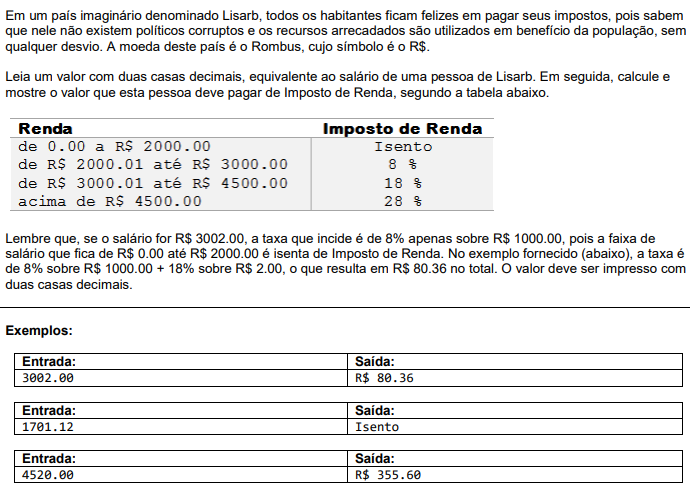 Em um país imaginário denominado Lisarb, todos os habitantes ficam felizes em pagar seus impostos, pois sabem
que nele não existem políticos corruptos e os recursos arrecadados são utilizados em benefício da população, sem
qualquer desvio. A moeda deste país é o Rombus, cujo símbolo é o R$.
Leia um valor com duas casas decimais, equivalente ao salário de uma pessoa de Lisarb. Em seguida, calcule e
mostre o valor que esta pessoa deve pagar de Imposto de Renda, segundo a tabela abaixo.
Renda Imposto de Renda
de 0.00 a R$ 2000.00 Isento
de R$ 2000.01 até R$ 3000.00 8 %
de R$ 3000.01 até R$ 4500.00 18 %
acima de R$ 4500.00 28 %
Lembre que, se o salário for R$ 3002.00, a taxa que incide é de 8% apenas sobre R$ 1000.00, pois a faixa de
salário que fica de R$ 0.00 até R$ 2000.00 é isenta de Imposto de Renda. No exemplo fornecido (abaixo), a taxa é
de 8% sobre R$ 1000.00 + 18% sobre R$ 2.00, o que resulta em R$ 80.36 no total. O valor deve ser impresso com
duas casas decimais.
Exemplos:
Entrada: Saída:
3002.00 R$ 80.36
Entrada: Saída:
1701.12 Isento
Entrada: Saída:
4520.00 R$ 355.60